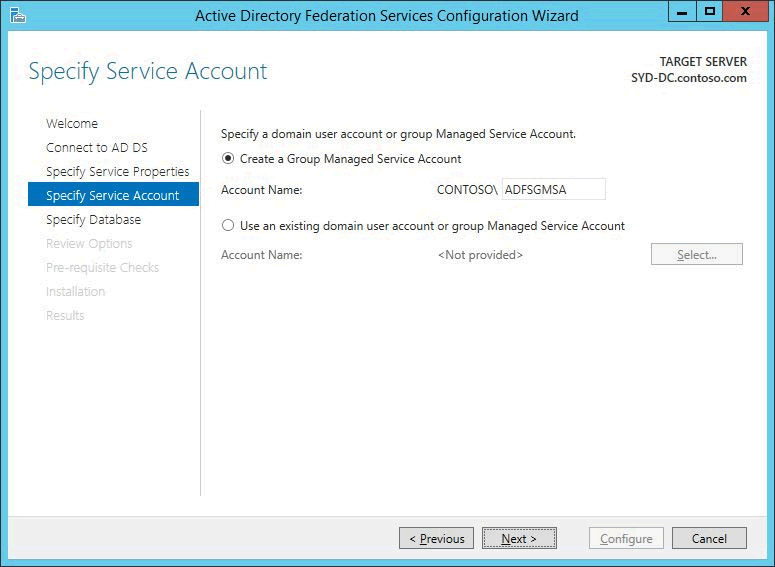 Active Directory Federation Services Configuration Wizard
Specify Service Account
TARGET SERVER
SYD-DC.contoso.com
Welcome
Connect to AD DS
Specify Service Properties
Specify Service Account
Specify Database
Review Options
Pre-requisite Checks
Installation
Results
Specify a domain user account or group Managed Service Account.
Create a Group Managed Service Account
Account Name: CONTOSO\ ADFSGMSA
Use an existing domain user account or group Managed Service Account
Account Name: <Not provided> Select...
< Previous Next > Configure Cancel